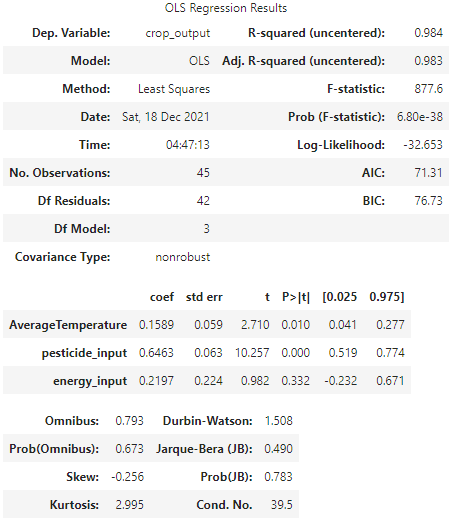 OLS Regression Results
Dep. Variable: crop_output R-squared (uncentered): 0.984
Model: OLS Adj. R-squared (uncentered): 0.983
Method: Least Squares F-statistic: 877.6
Date: Sat, 18 Dec 2021 Prob (F-statistic): 6.80e-38
Time: 04:47:13 Log-Likelihood: -32.653
No. Observations: 45 AIC: 71.31
Df Residuals: 42 BIC: 76.73
Df Model: 3
Covariance Type: nonrobust
coef std err t P>|t| [0.025 0.975]
AverageTemperature 0.1589 0.059 2.710 0.010 0.041 0.277
pesticide_input 0.6463 0.063 10.257 0.000 0.519 0.774
energy_input 0.2197 0.224 0.982 0.332 -0.232 0.671
Omnibus: 0.793 Durbin-Watson: 1.508
Prob(Omnibus): 0.673 Jarque-Bera (JB): 0.490
Skew: -0.256 Prob(JB): 0.783
Kurtosis: 2.995 Cond. No. 39.5